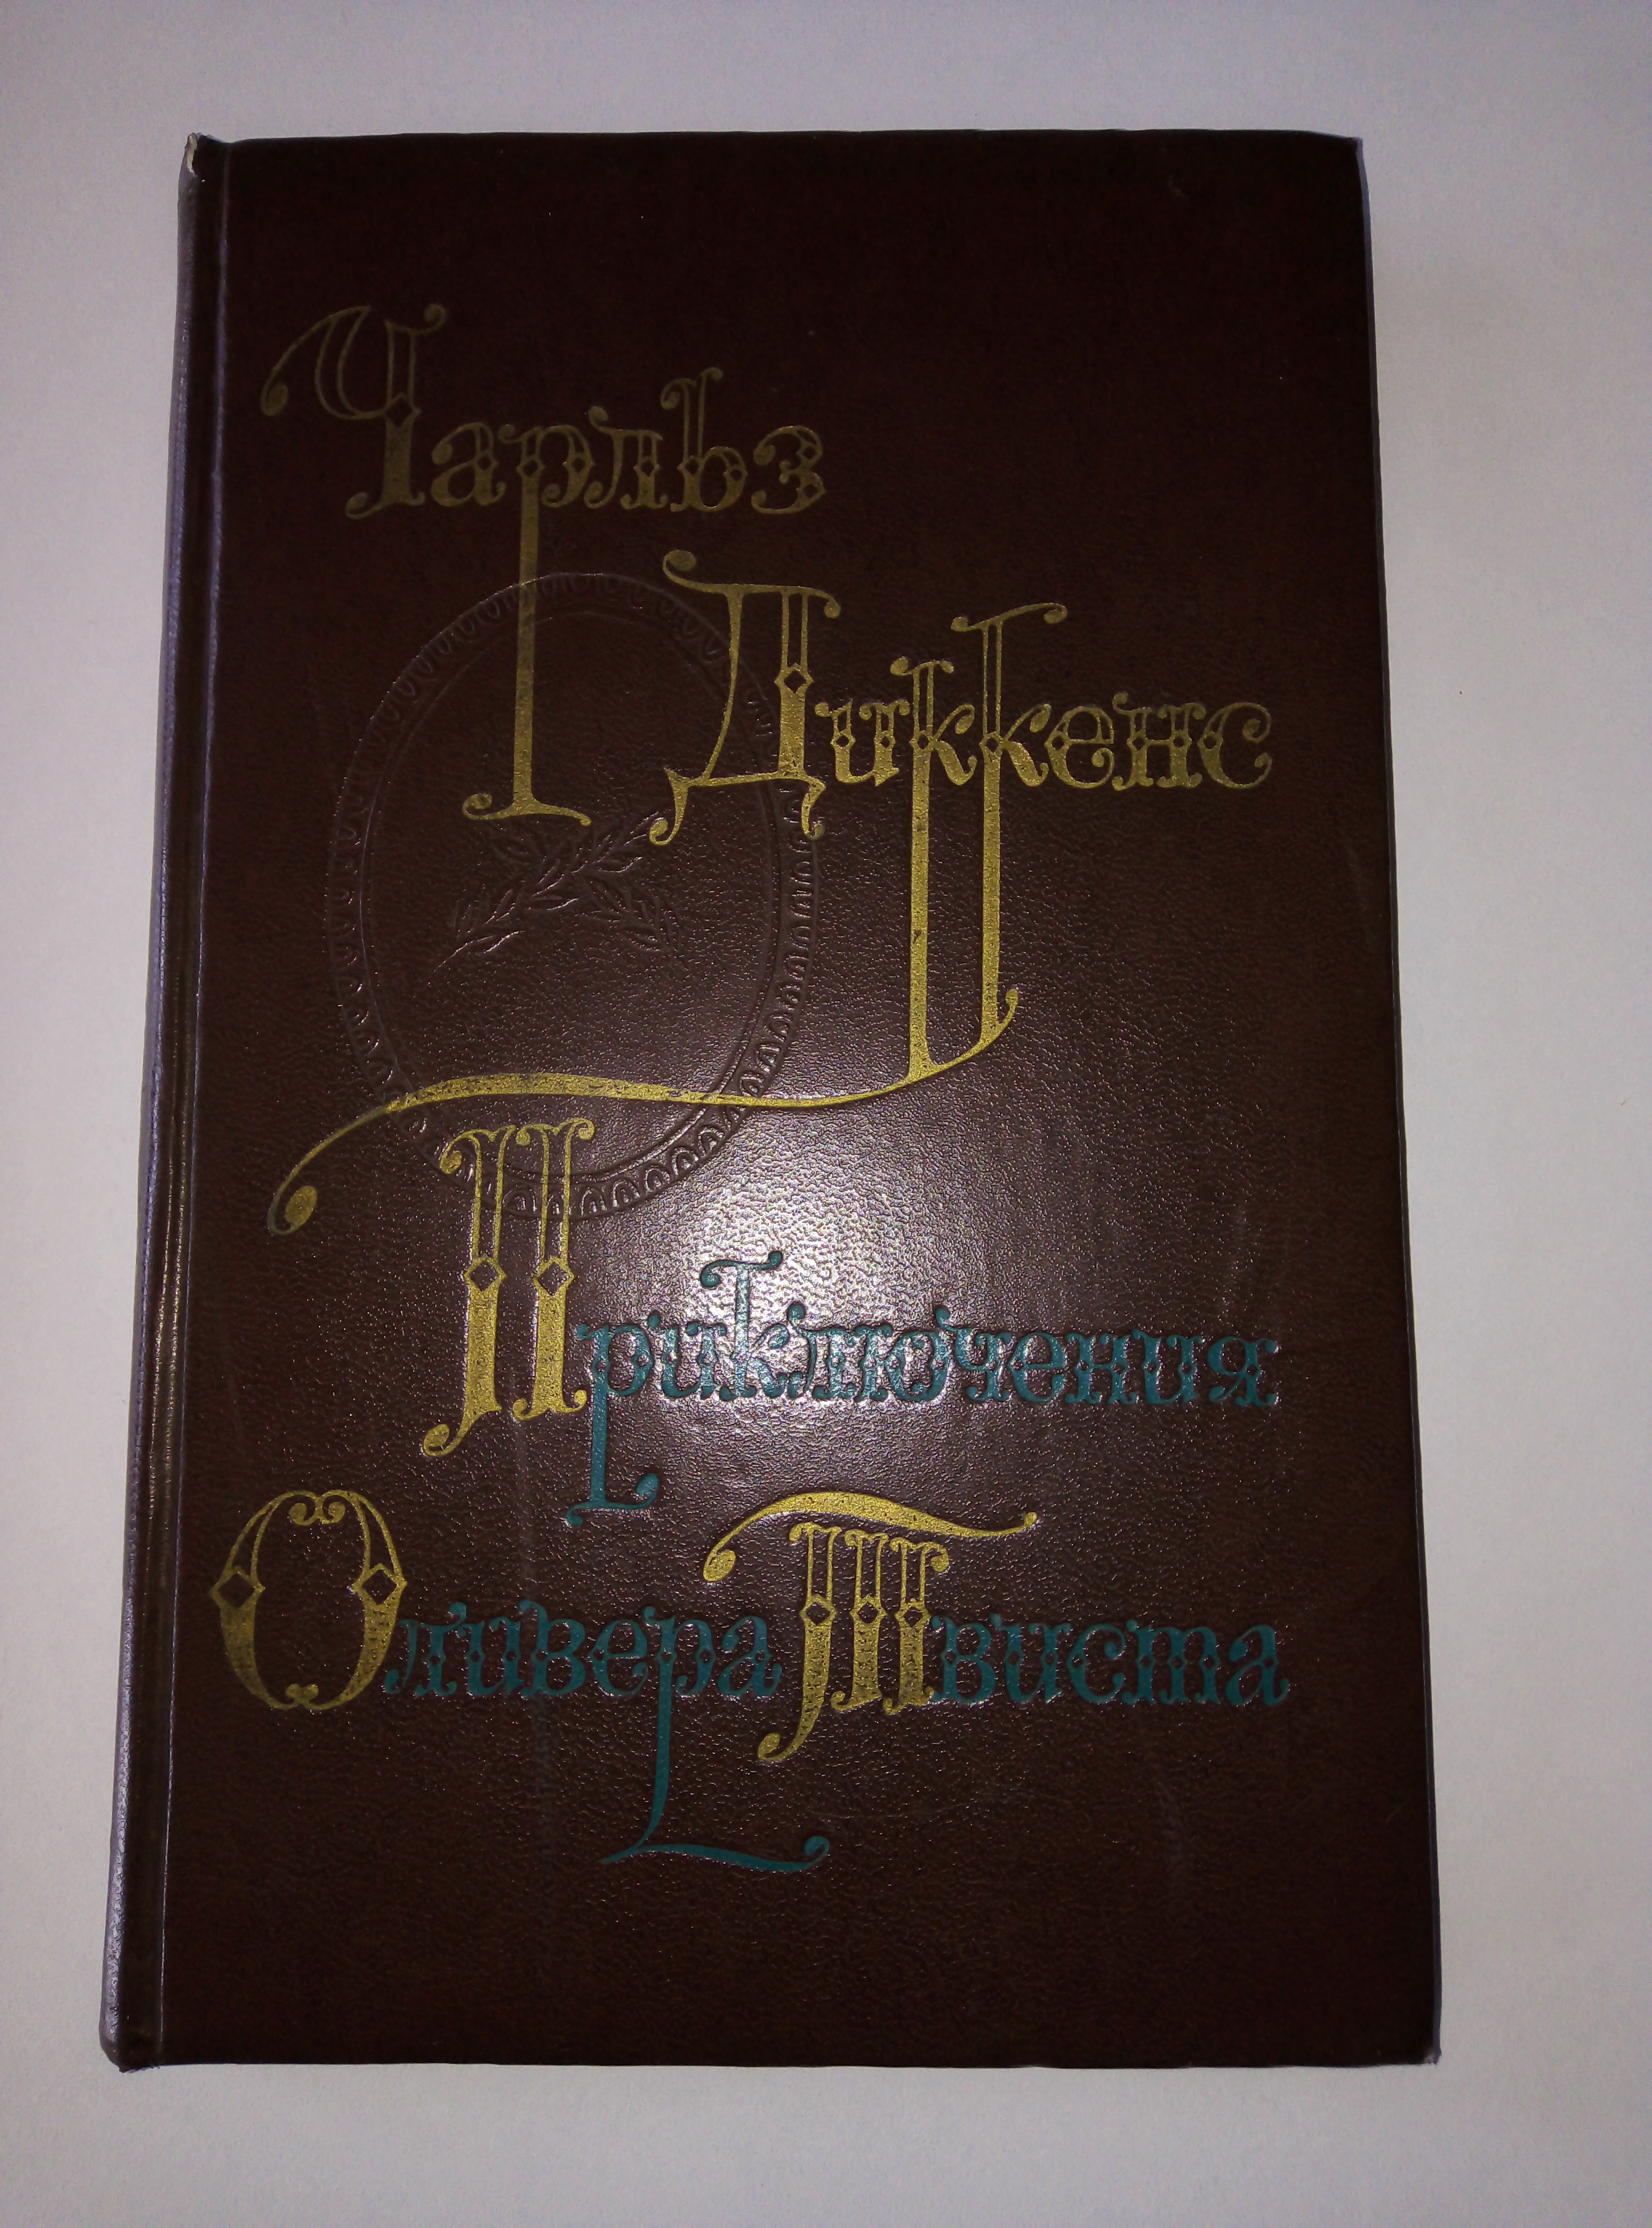 Чарльз
Диккенс
Приключения
Оливера Твиста